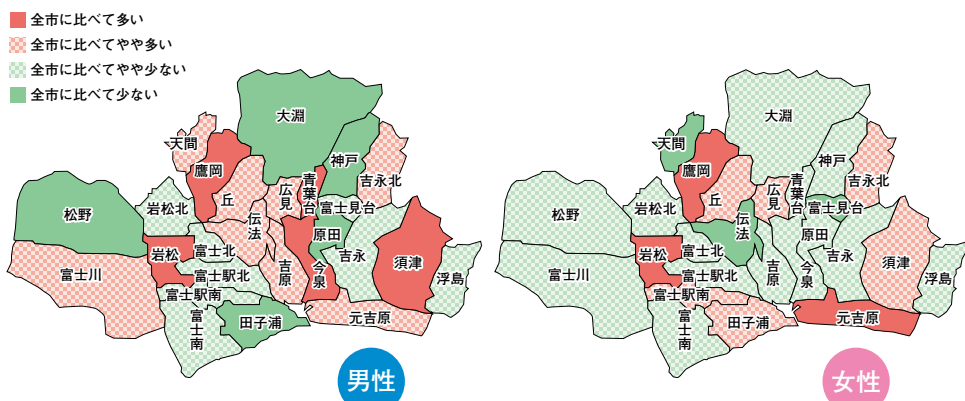 全市に比べて多い
全市に比べてやや多い
全市に比べてやや少ない
全市に比べて少ない
大淵
天間
神戸
鷹岡
吉永北
青葉台
広見
丘
富士見台
岩松北
松野
伝法
原田
岩松
富士北
吉永
須津
富士川
富士駅北
吉原
今泉
浮島
富士駅南
富士南
田子浦
元吉原
男性
大淵
天間
神戸
鷹岡
吉永北
青葉台
広見
丘
富士見台
岩松北
松野
伝法
原田
岩松
富士北
吉永
須津
富士川
富士駅北
吉原
今泉
浮島
富士駅南
富士南
田子浦
元吉原
女性